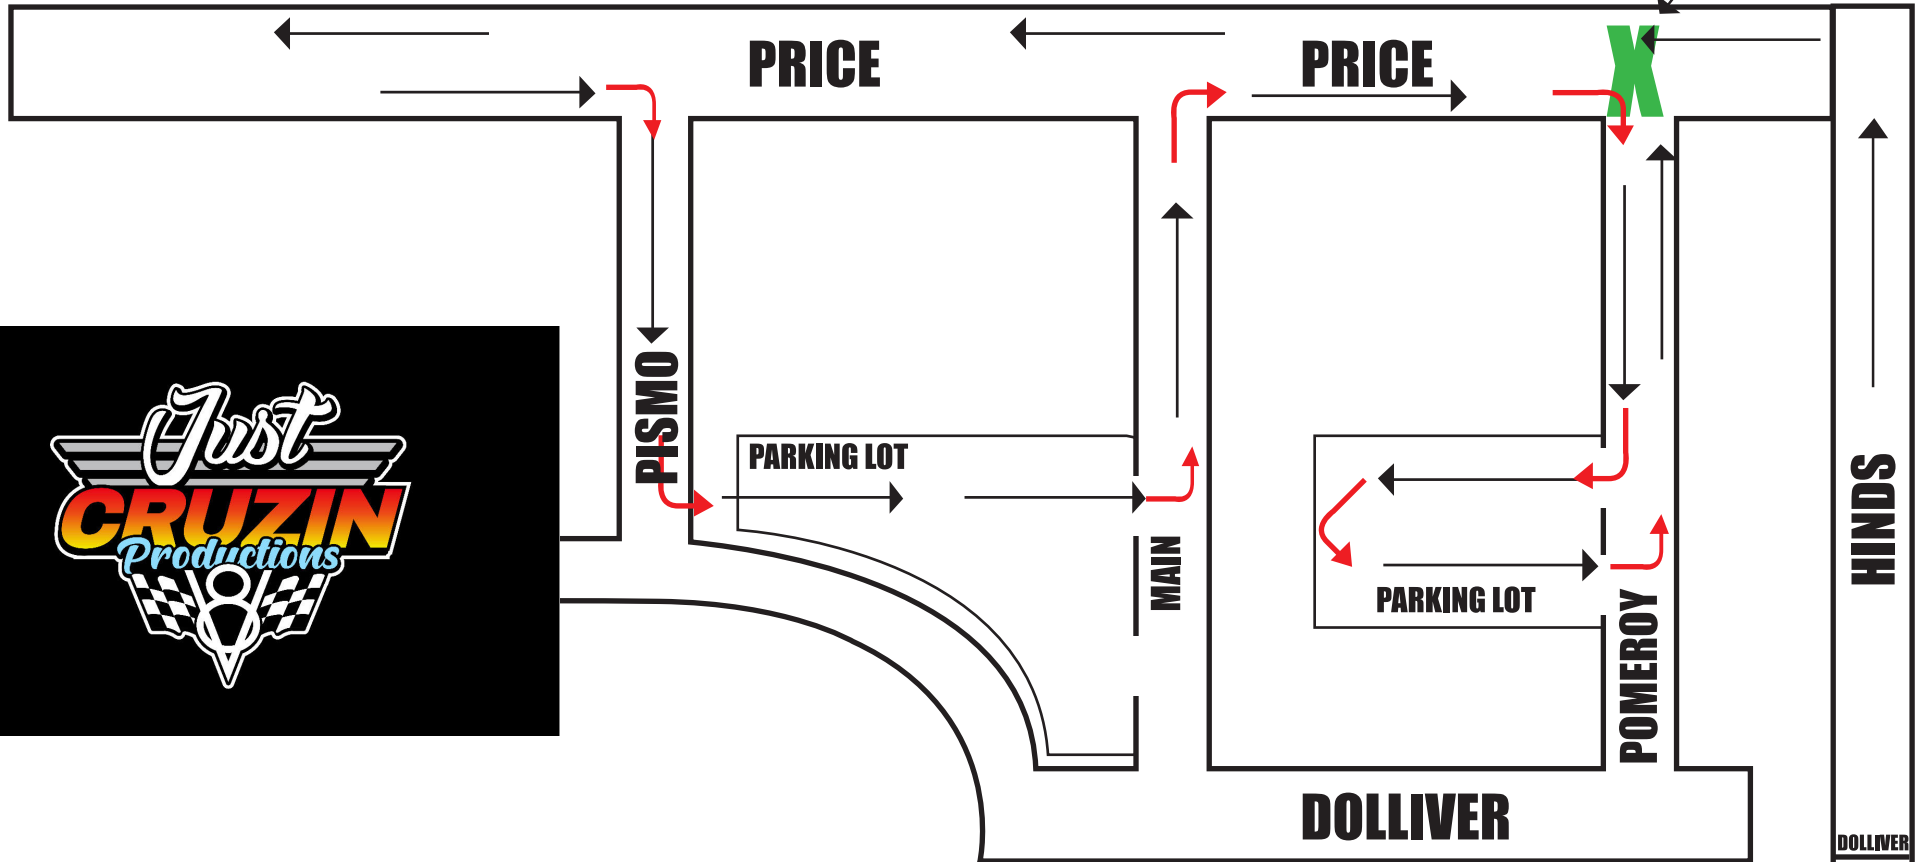 PRICE
PRICE
X
PISMO
PARKING LOT
MAIN
PARKING LOT
POMEROY
HINDS
DOLLIVER
DOLLIVER
Just
CRUZIN
Productions